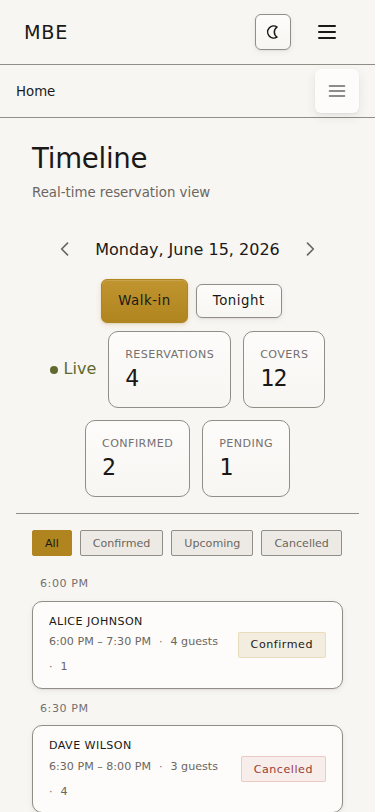 MBE
Home
Timeline
Real-time reservation view
Monday, June 15, 2026
Walk-in Tonight
Live
RESERVATIONS
4
COVERS
12
CONFIRMED
2
PENDING
1
All Confirmed Upcoming Cancelled
6:00 PM
ALICE JOHNSON
6:00 PM – 7:30 PM · 4 guests
· 1
Confirmed
6:30 PM
DAVE WILSON
6:30 PM – 8:00 PM · 3 guests
· 4
Cancelled